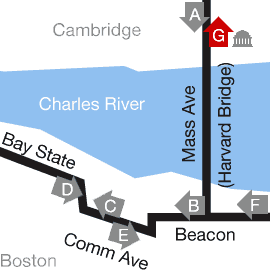 A
G
Cambridge
Charles River
Mass Ave
(Harvard Bridge)
Bay State
D
C
B
F
E
Beacon
Comm Ave
Boston